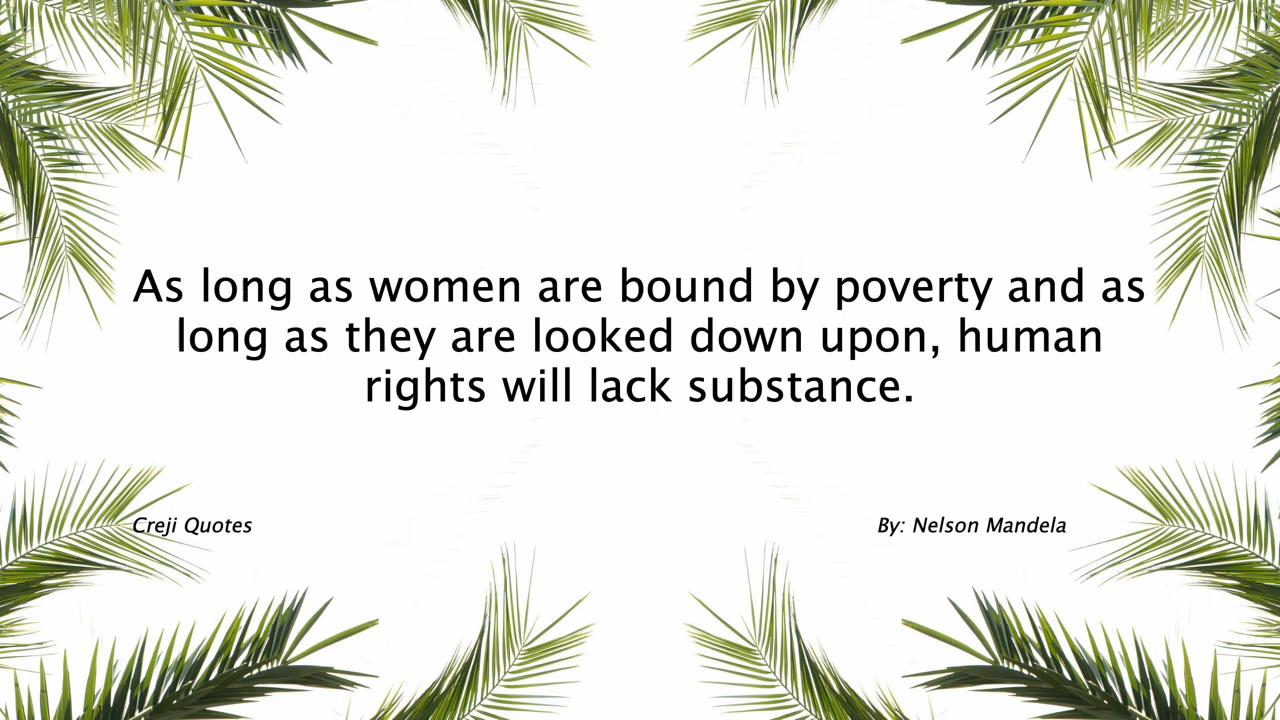 As long as women are bound by poverty and as
long as they are looked down upon, human
rights will lack substance.
Creji Quotes
By: Nelson Mandela